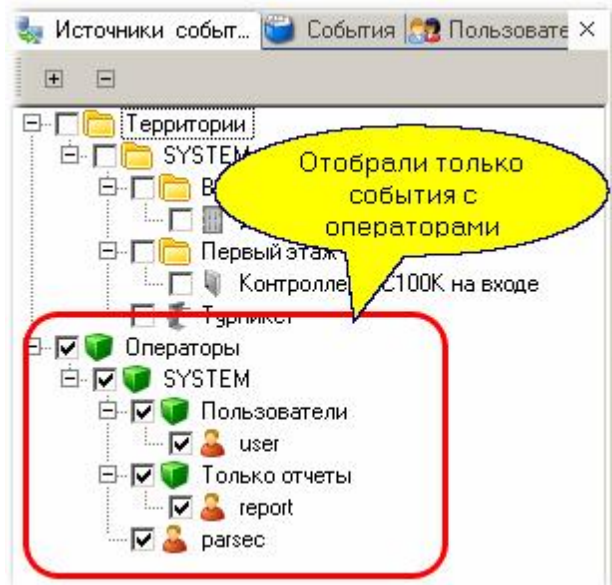 Источники событ... События Пользовате
Территории
SYSTEM
Отобрали только
события с
операторами
Первый этаж
Контролле C100K на входе
Турникет
Операторы
SYSTEM
Пользователи
user
Только отчеты
report
parsec